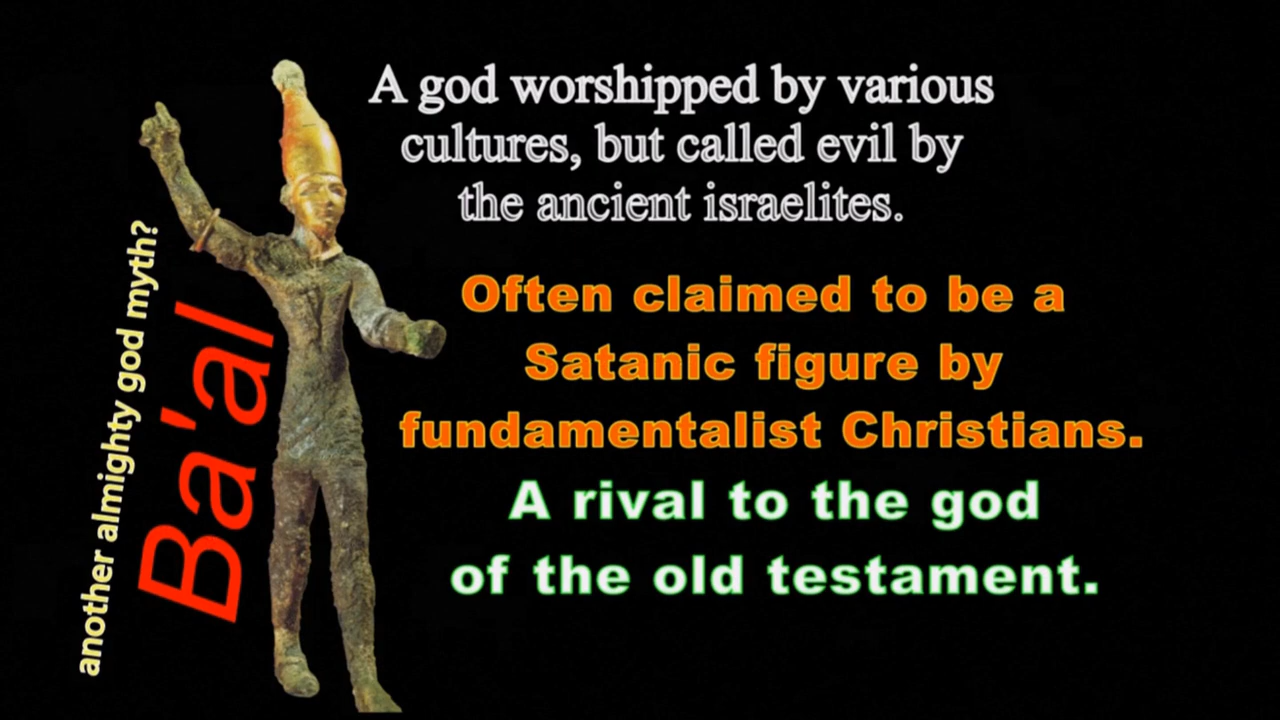 A god worshipped by various
cultures, but called evil by
the ancient israelites.
Often claimed to be a
Satanic figure by
fundamentalist Christians.
A rival to the god
of the old testament.
another almighty god myth?
Ba'al